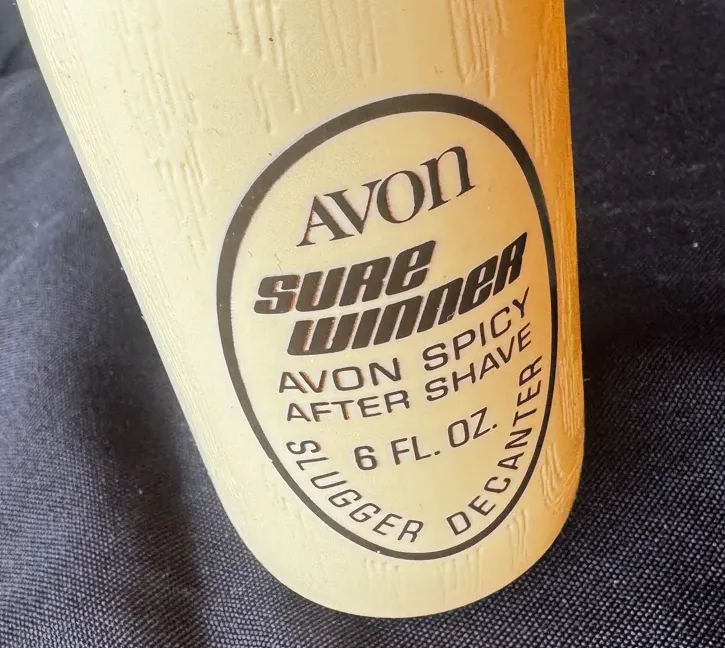 AVON
SURE
WINNER
AVON SPICY
AFTER SHAVE
6 FL. OZ.
SLUGGER DECANTER